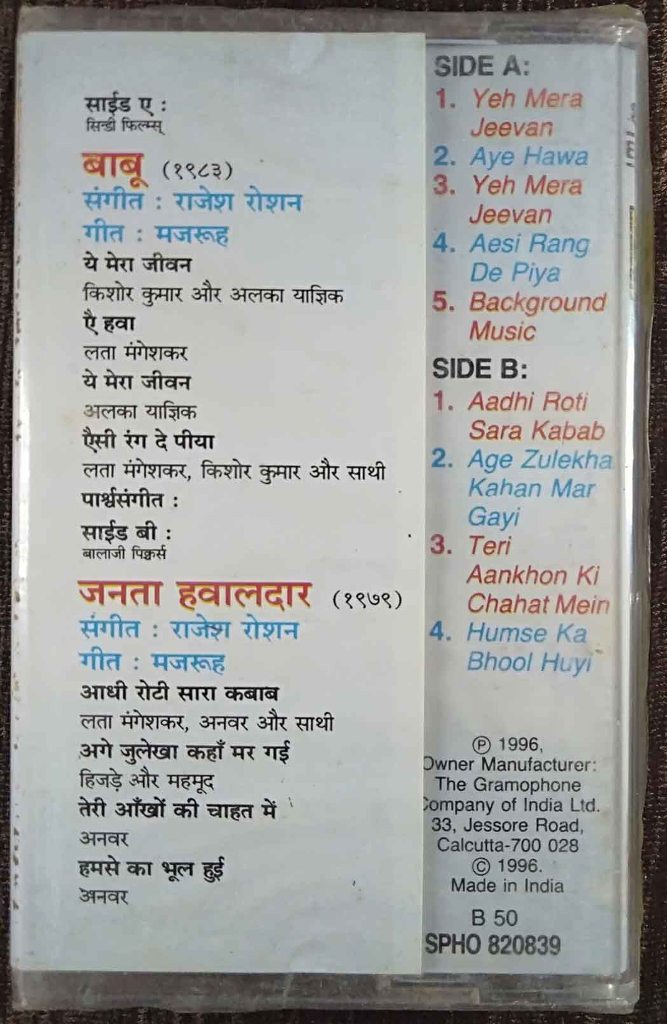 साईड ए :
सिन्डी फिल्म्स्
बाबू (१९८३)
संगीत : राजेश रोशन
गीत : मजरूह
ये मेरा जीवन
किशोर कुमार और अलका याज्ञिक
ऐ हवा
लता मंगेशकर
ये मेरा जीवन
अलका याज्ञिक
ऐसी रंग दे पीया
लता मंगेशकर, किशोर कुमार और साथी
पार्श्वसंगीत :
साईड बी :
बालाजी पिक्चर्स
जनता हवालदार (१९७९)
संगीत : राजेश रोशन
गीत : मजरूह
आधी रोटी सारा कबाब
लता मंगेशकर, अनवर और साथी
अगे जुलेखा कहाँ मर गई
हिजड़े और महमूद
तेरी आँखों की चाहत में
अनवर
हमसे का भूल हुई
अनवर
SIDE A:
1. Yeh Mera
Jeevan
2. Aye Hawa
3. Yeh Mera
Jeevan
4. Aesi Rang
De Piya
5. Background
Music
SIDE B:
1. Aadhi Roti
Sara Kabab
2. Age Zulekha
Kahan Mar
Gayi
3. Teri
Aankhon Ki
Chahat Mein
4. Humse Ka
Bhool Huyi
Ⓟ 1996,
Owner Manufacturer:
The Gramophone
Company of India Ltd.
33, Jessore Road,
Calcutta-700 028
© 1996.
Made in India
B 50
SPHO 820839